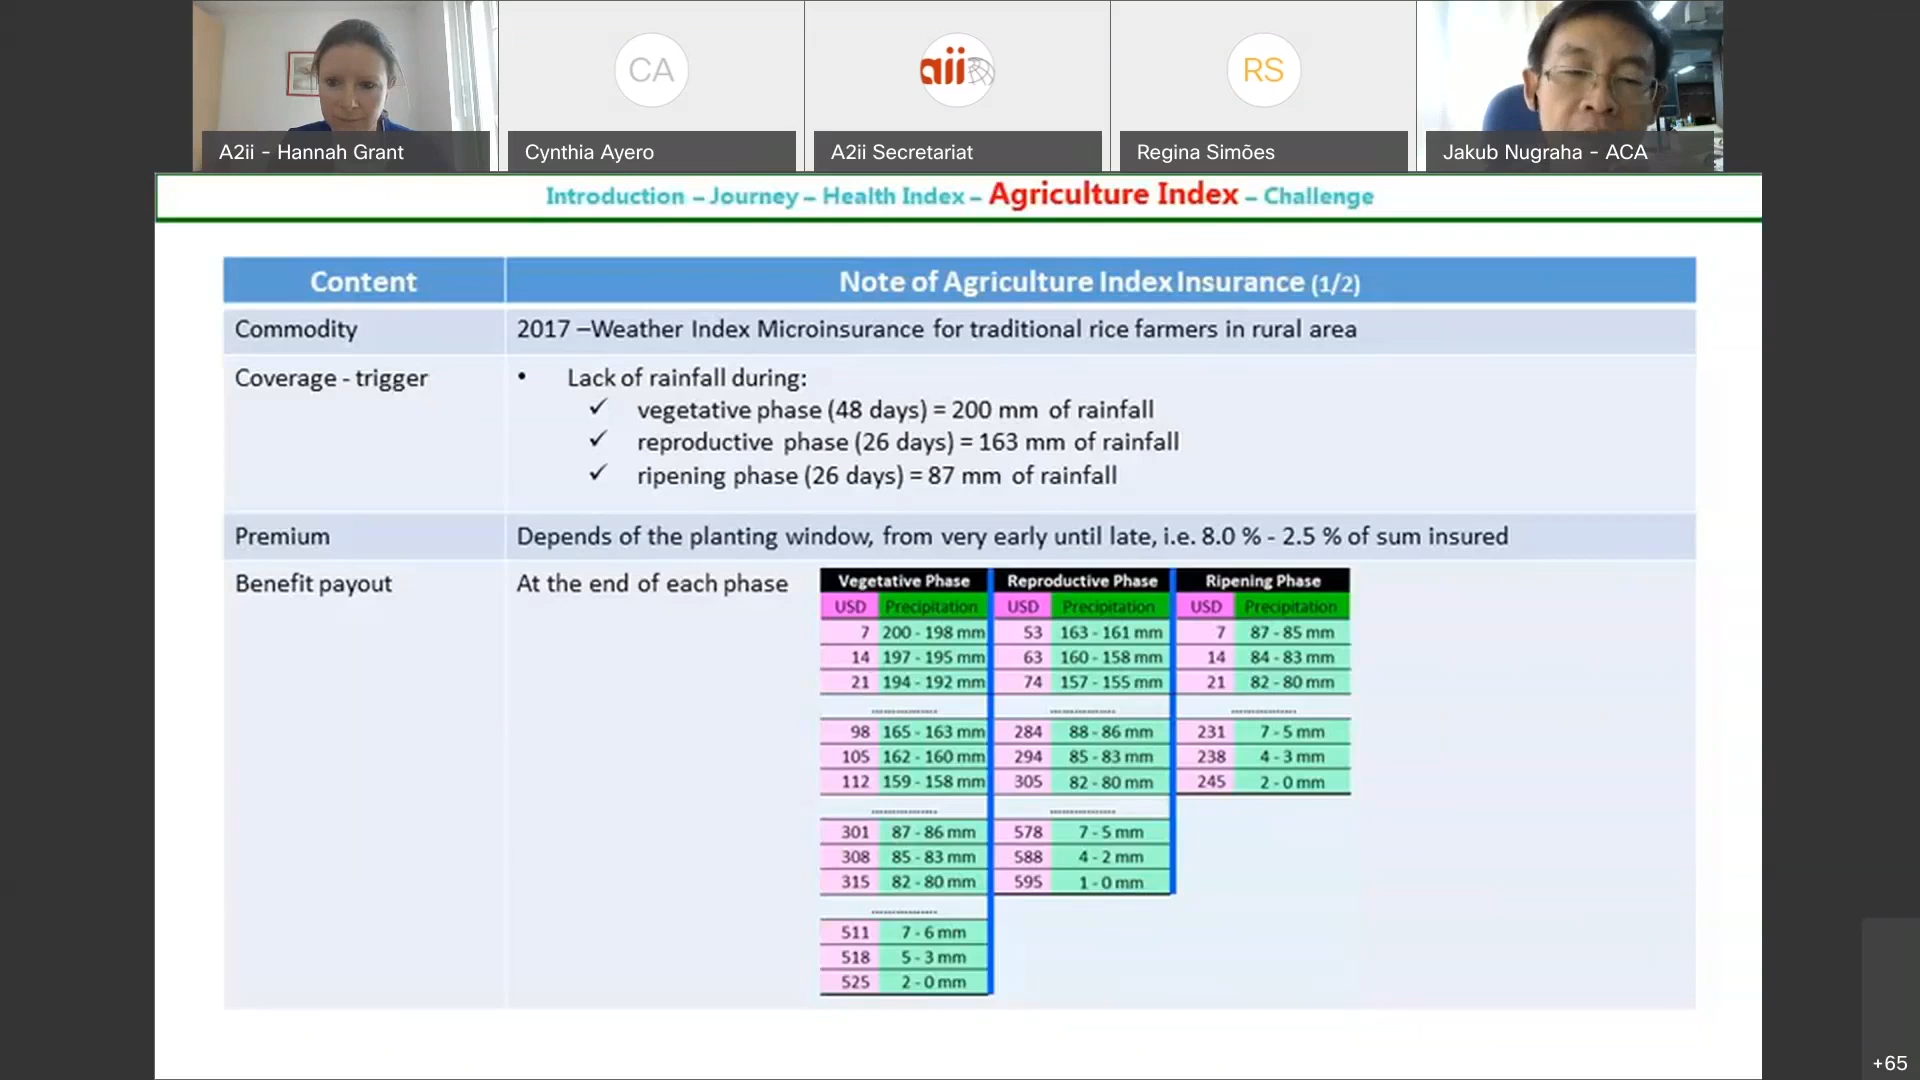 CA
aii
RS
A2ii - Hannah Grant
Cynthia Ayero
A2ii Secretariat
Regina Simões
Jakub Nugraha - ACA
Introduction – Journey – Health Index – Agriculture Index – Challenge
Content Note of Agriculture Index Insurance (1/2)
Commodity 2017 –Weather Index Microinsurance for traditional rice farmers in rural area
Coverage - trigger • Lack of rainfall during:
✓ vegetative phase (48 days) = 200 mm of rainfall
✓ reproductive phase (26 days) = 163 mm of rainfall
✓ ripening phase (26 days) = 87 mm of rainfall
Premium Depends of the planting window, from very early until late, i.e. 8.0 % - 2.5 % of sum insured
Benefit payout At the end of each phase
Vegetative Phase Reproductive Phase Ripening Phase
USD Precipitation USD Precipitation USD Precipitation
7 200 - 198 mm 53 163 - 161 mm 7 87 - 85 mm
14 197 - 195 mm 63 160 - 158 mm 14 84 - 83 mm
21 194 - 192 mm 74 157 - 155 mm 21 82 - 80 mm
................ ................ ................
98 165 - 163 mm 284 88 - 86 mm 231 7 - 5 mm
105 162 - 160 mm 294 85 - 83 mm 238 4 - 3 mm
112 159 - 158 mm 305 82 - 80 mm 245 2 - 0 mm
................ ................
301 87 - 86 mm 578 7 - 5 mm
308 85 - 83 mm 588 4 - 2 mm
315 82 - 80 mm 595 1 - 0 mm
................
511 7 - 6 mm
518 5 - 3 mm
525 2 - 0 mm
+65